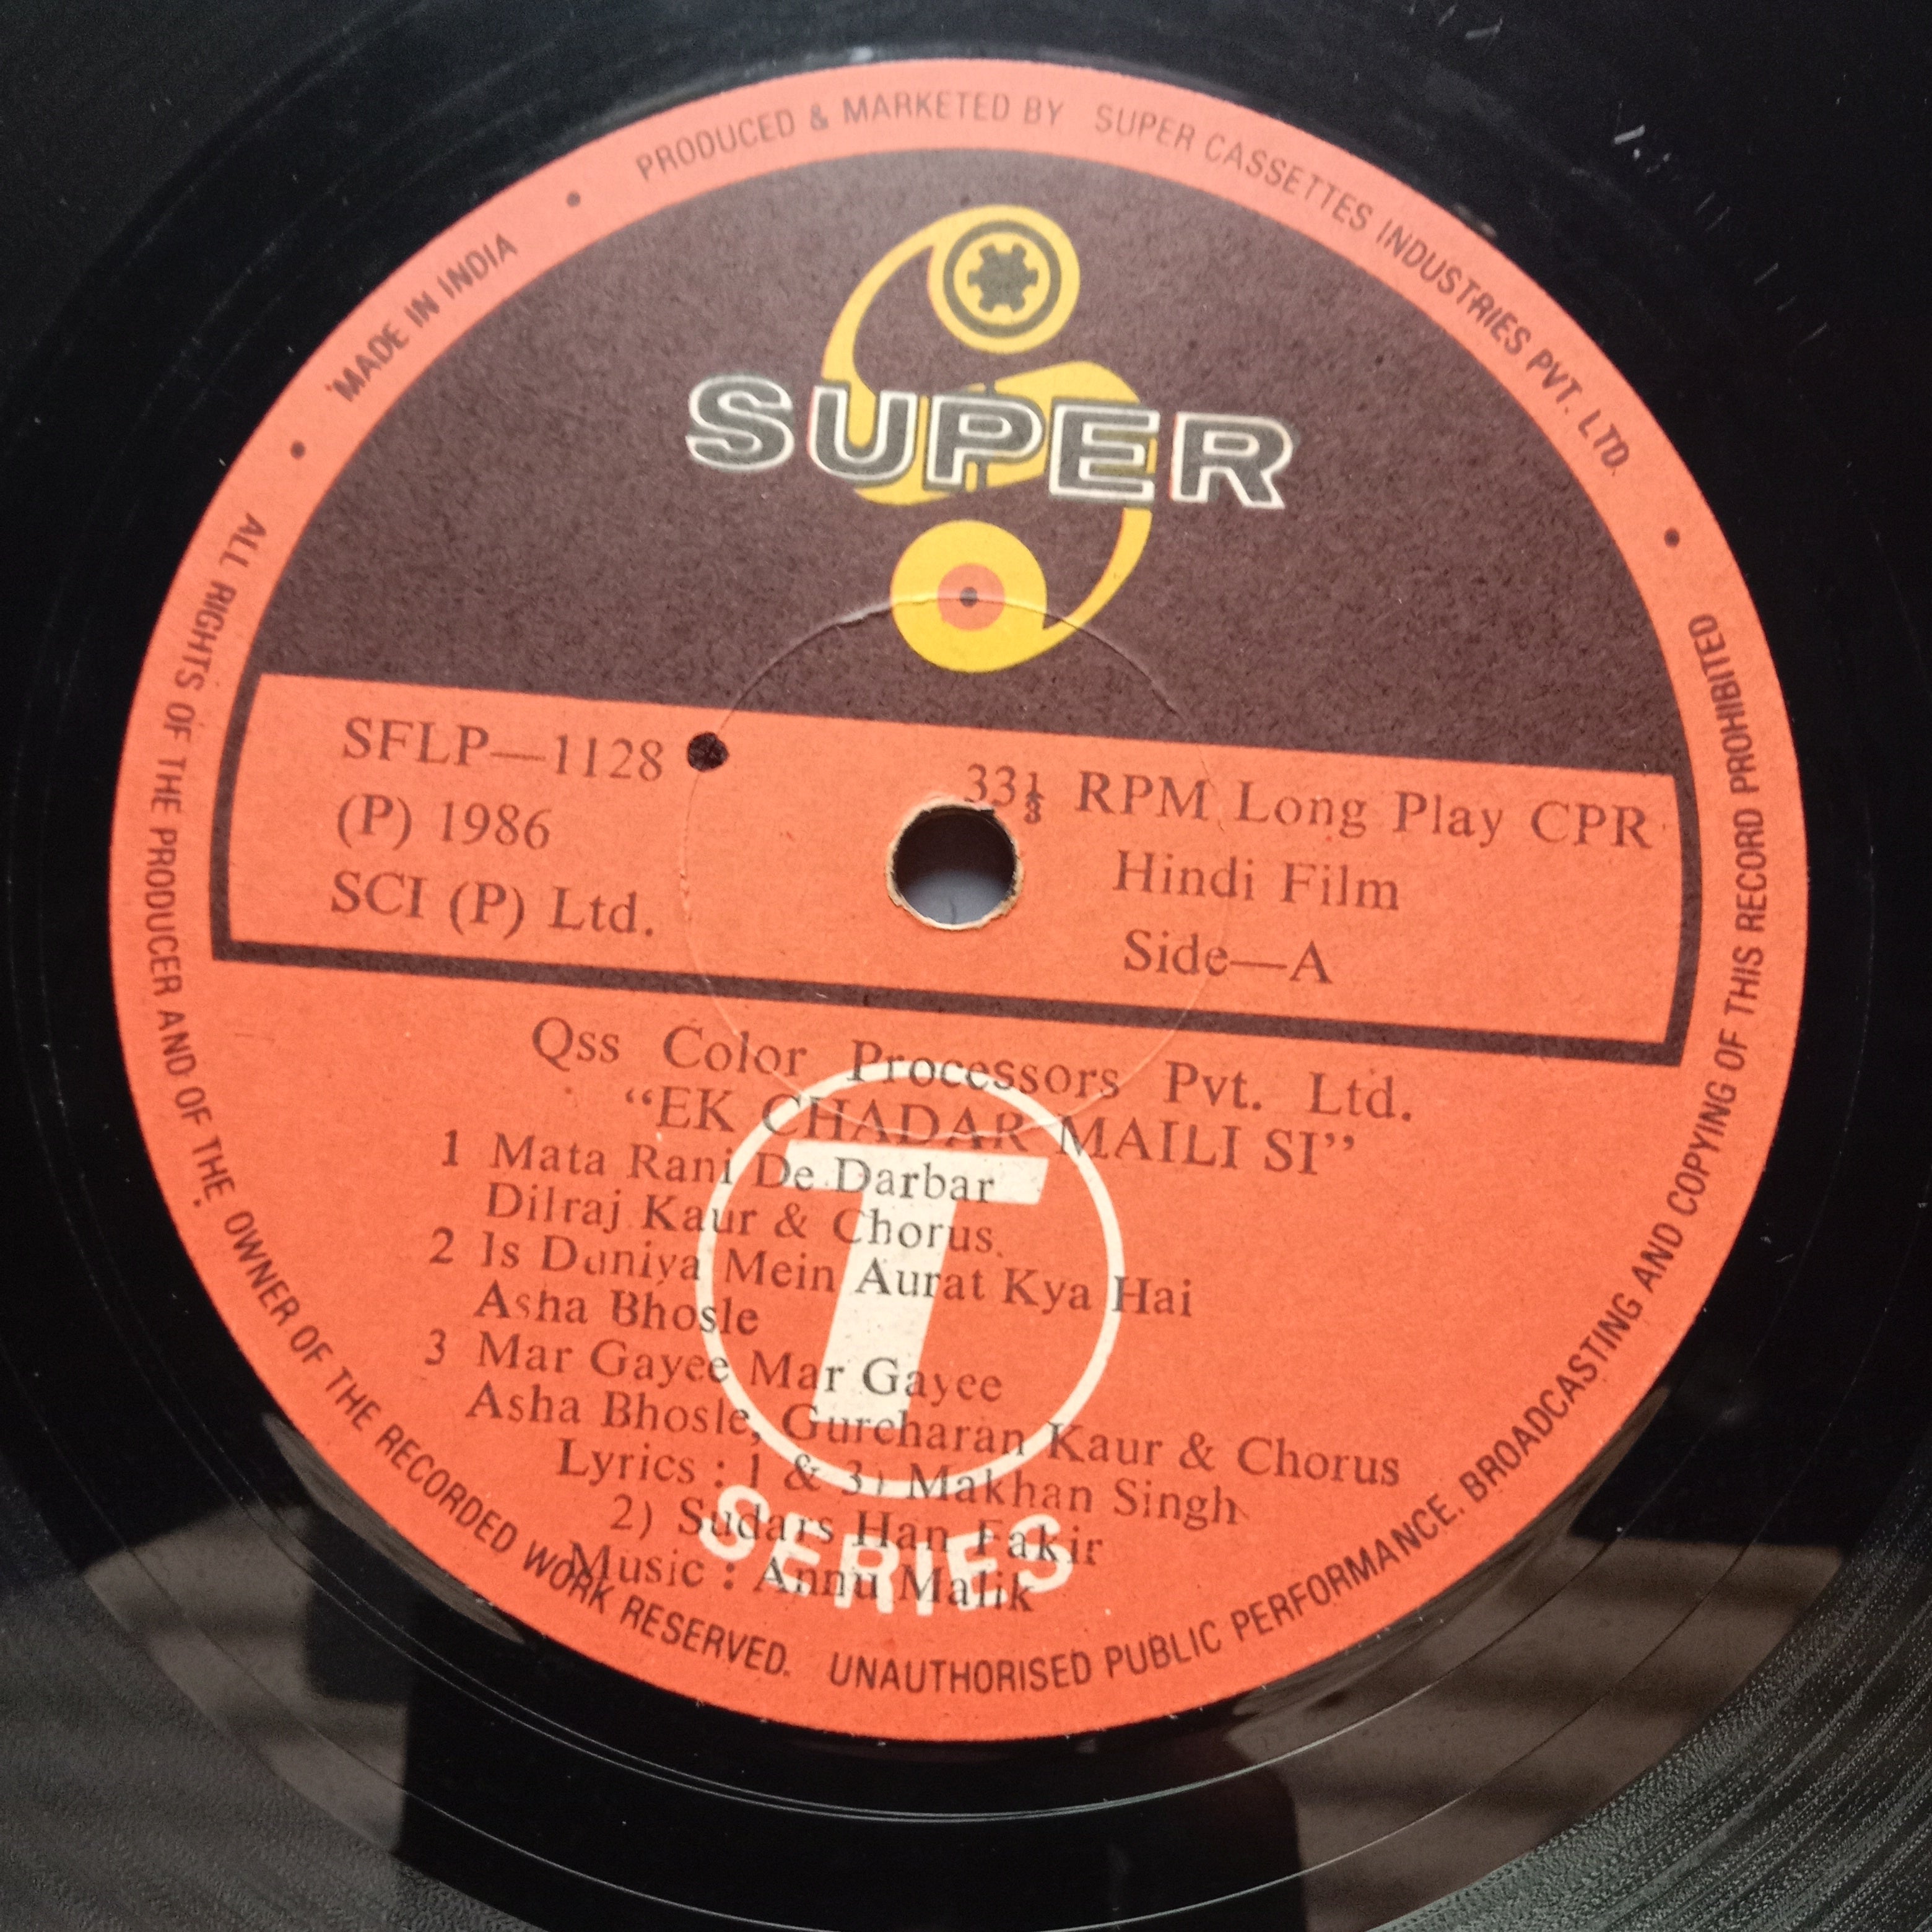 PRODUCED & MARKETED BY SUPER CASSETTES INDUSTRIES PVT. LTD.
MADE IN INDIA
SUPER
SFLP—1128
(P) 1986
SCI (P) Ltd.
33⅓ RPM Long Play CPR
Hindi Film
Side—A
Qss Color Processors Pvt. Ltd.
“EK CHADAR MAILI SI”
1 Mata Rani De Darbar
Dilraj Kaur & Chorus.
2 Is Duniya Mein Aurat Kya Hai
Asha Bhosle
3 Mar Gayee Mar Gayee
Asha Bhosle, Gurcharan Kaur & Chorus
Lyrics : 1 & 3) Makhan Singh
2) Sudars Han Fakir
Music : Annu Malik
T
SERIES
ALL RIGHTS OF THE PRODUCER AND OF THE OWNER OF THE RECORDED WORK RESERVED. UNAUTHORISED PUBLIC PERFORMANCE. BROADCASTING AND COPYING OF THIS RECORD PROHIBITED